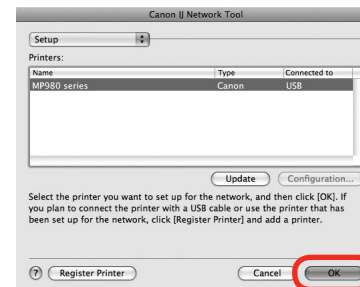 Canon IJ Network Tool
Setup
Printers:
Name Type Connected to
MP980 series Canon USB
Update Configuration...
Select the printer you want to set up for the network, and then click [OK]. If
you plan to connect the printer with a USB cable or use the printer that has
been set up for the network, click [Register Printer] and add a printer.
? Register Printer Cancel OK